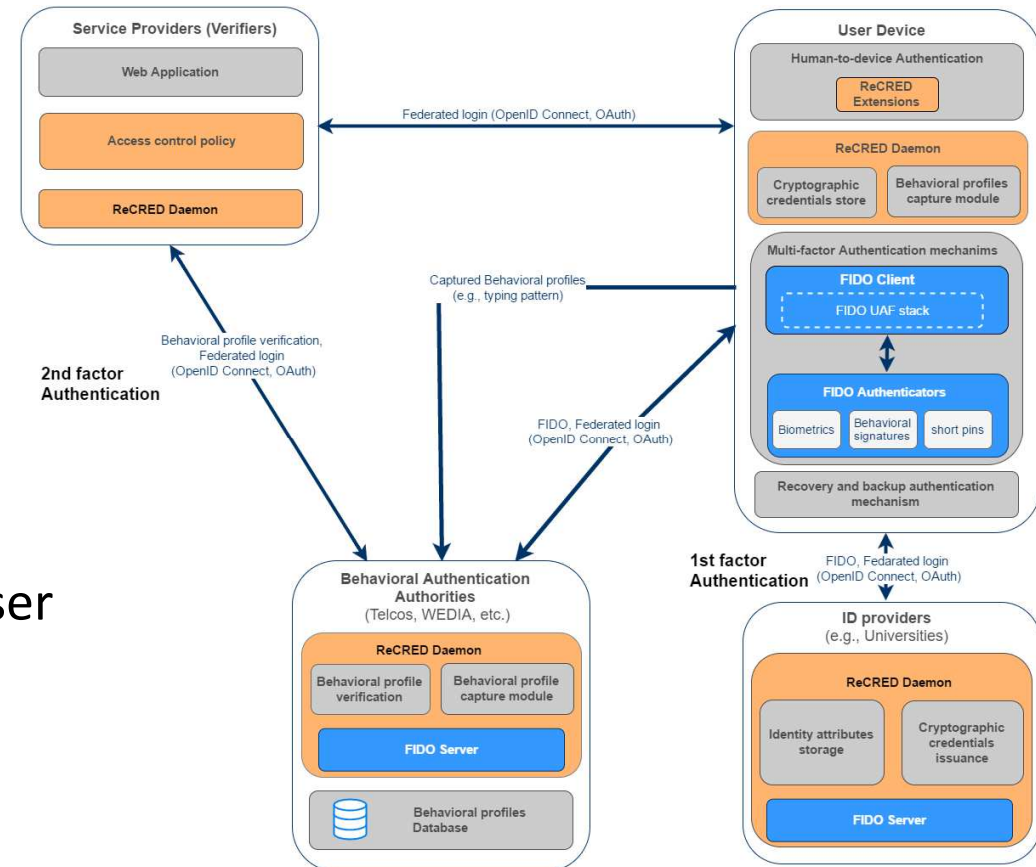 Service Providers (Verifiers)
Web Application
Access control policy
ReCRED Daemon
Federated login (OpenID Connect, OAuth)
User Device
Human-to-device Authentication
ReCRED
Extensions
ReCRED Daemon
Cryptographic
credentials store
Behavioral profiles
capture module
Multi-factor Authentication mechanims
FIDO Client
FIDO UAF stack
FIDO Authenticators
Biometrics
Behavioral
signatures
short pins
Recovery and backup authentication
mechanism
Captured Behavioral profiles
(e.g., typing pattern)
Behavioral profile verification,
Federated login
(OpenID Connect, OAuth)
2nd factor
Authentication
FIDO, Federated login
(OpenID Connect, OAuth)
1st factor
Authentication
FIDO, Fedarated login
(OpenID Connect, OAuth)
ser
Behavioral Authentication
Authorities
(Telcos, WEDIA, etc.)
ReCRED Daemon
Behavioral profile
verification
Behavioral profile
capture module
FIDO Server
Behavioral profiles
Database
ID providers
(e.g., Universities)
ReCRED Daemon
Identity attributes
storage
Cryptographic
credentials
issuance
FIDO Server